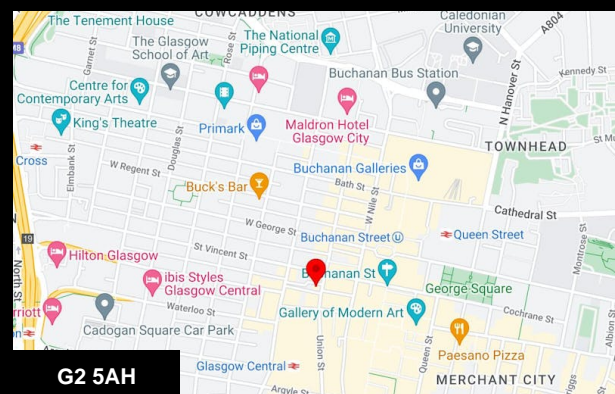 COWCADDENS
The Tenement House
Caledonian
University
A804
The National
Piping Centre
Rose St
Garnet St
The Glasgow
School of Art
M8
Buchanan Bus Station
N Hanover St
Kennedy St
Centre for
Contemporary Arts
King's Theatre
Primark
Maldron Hotel
Glasgow City
TOWNHEAD
Cross
Elmbank St
Douglas St
W Regent St
Buchanan Galleries
Bath St
Buck's Bar
W Nile St
Cathedral St
W George St
Buchanan Street
Queen Street
Montrose St
19
North St
Hilton Glasgow
St Vincent St
ibis Styles
Glasgow Central
Buchanan St
George Square
Waterloo St
Cadogan Square Car Park
Gallery of Modern Art
Cochrane St
Albion St
Union St
Queen St
Paesano Pizza
Glasgow Central
MERCHANT CITY
Argyle St
G2 5AH